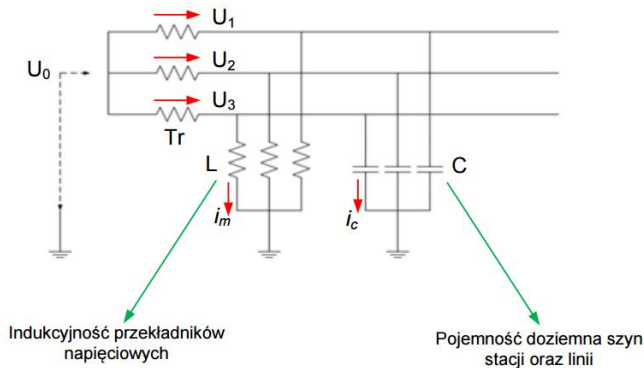 U1
U0
U2
U3
Tr
L
C
im
ic
Indukcyjność przekładników
napięciowych
Pojemność doziemna szyn
stacji oraz linii